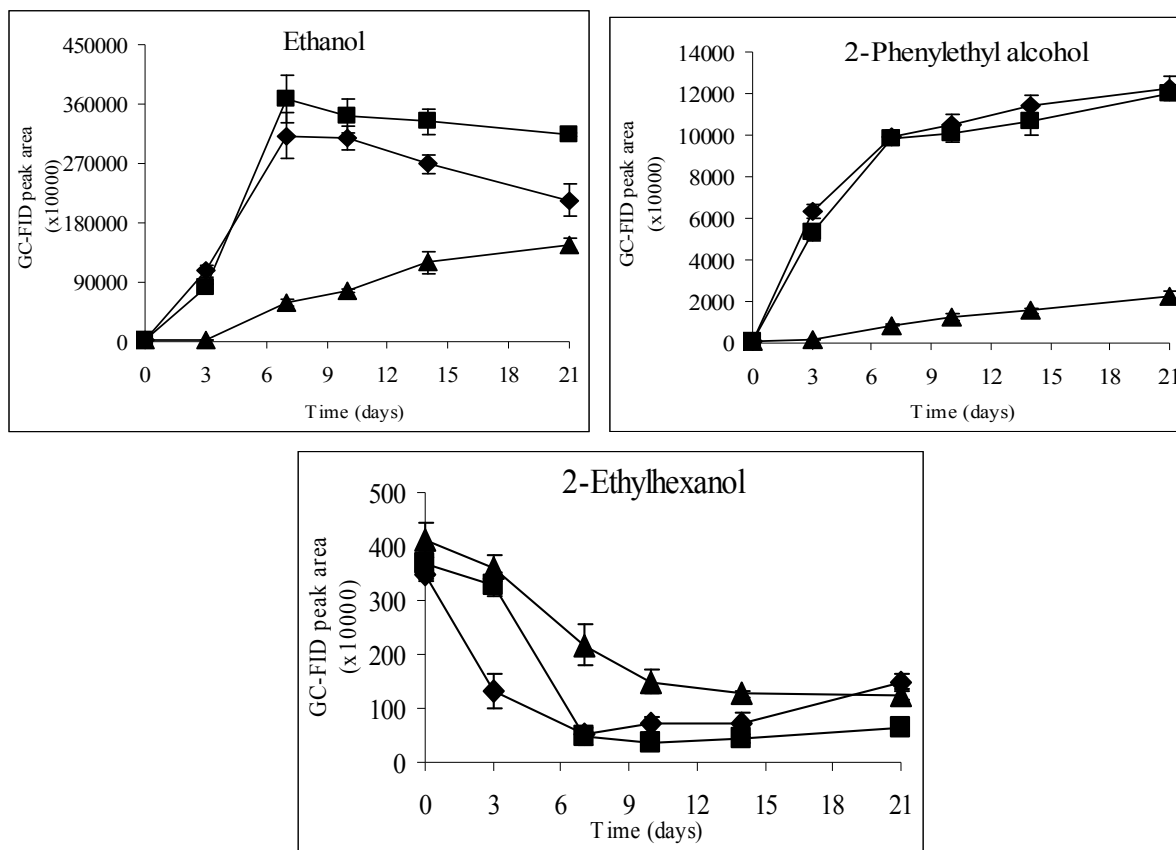 Ethanol
GC-FID peak area
(x10000)
450000
360000
270000
180000
90000
0
0 3 6 9 12 15 18 21
Time (days)
2-Phenylethyl alcohol
GC-FID peak area
(x10000)
14000
12000
10000
8000
6000
4000
2000
0
0 3 6 9 12 15 18 21
Time (days)
2-Ethylhexanol
GC-FID peak area
(x10000)
500
400
300
200
100
0
0 3 6 9 12 15 18 21
Time (days)